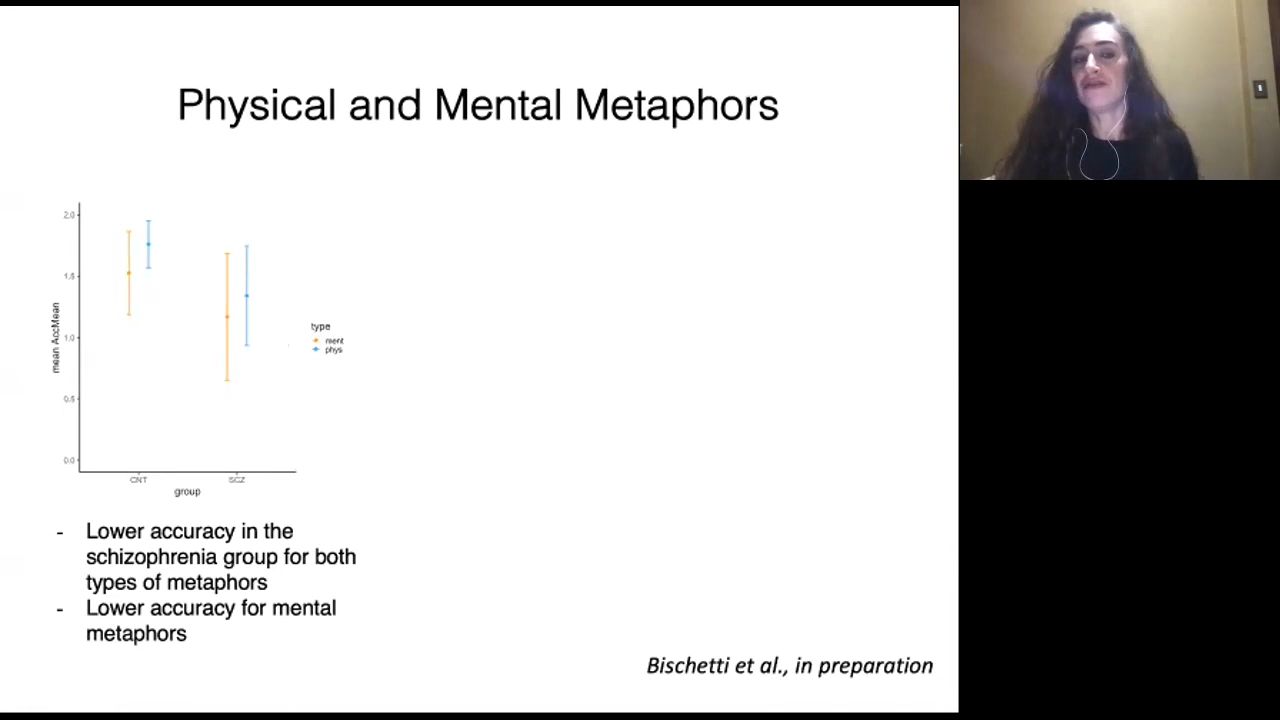 Physical and Mental Metaphors
2.0
1.5
1.0
0.5
0.0
mean AccMean
CNT
SCZ
group
type
ment
phys
- Lower accuracy in the
schizophrenia group for both
types of metaphors
- Lower accuracy for mental
metaphors
Bischetti et al., in preparation